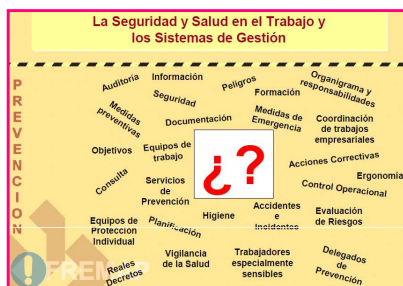 La Seguridad y Salud en el Trabajo y
los Sistemas de Gestión
PREVENCION
Auditoria
Información
Peligros
Organigrama y
responsabilidades
Seguridad
Formación
Medidas
preventivas
Documentación
Medidas de
Emergencia
Coordinación
de trabajos
empresariales
Objetivos
Equipos de
trabajo
¿?
Acciones Correctivas
Ergonomía
Consulta
Servicios
de
Prevención
Control Operacional
Equipos de
Protección
Individual
Planificación
Higiene
Accidentes
e
Incidentes
Evaluación
de Riesgos
Reales
Decretos
Vigilancia
de la Salud
Trabajadores
especialmente
sensibles
Delegados
de
Prevención
FREMAP